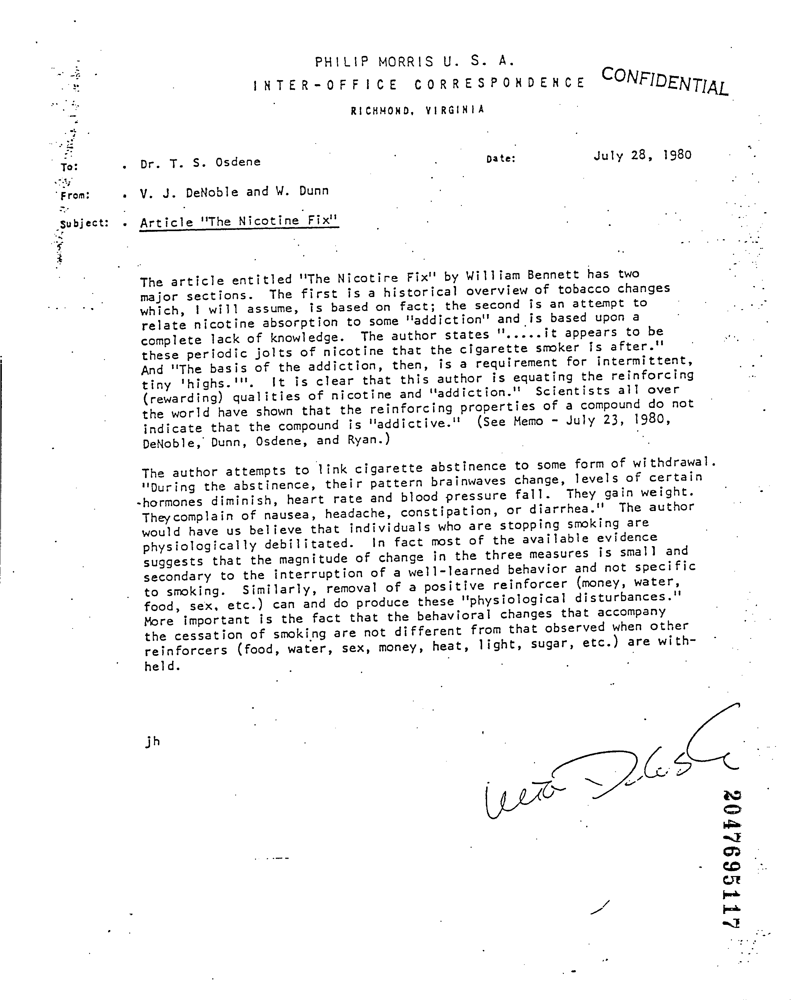 PHILIP MORRIS U. S. A.
INTER-OFFICE CORRESPONDENCE CONFIDENTIAL
RICHMOND, VIRGINIA
To: . Dr. T. S. Osdene Date: July 28, 1980
From: . V. J. DeNoble and W. Dunn
Subject: . Article "The Nicotine Fix"
The article entitled "The Nicotire Fix" by William Bennett has two
major sections. The first is a historical overview of tobacco changes
which, I will assume, is based on fact; the second is an attempt to
relate nicotine absorption to some "addiction" and is based upon a
complete lack of knowledge. The author states ".....it appears to be
these periodic jolts of nicotine that the cigarette smoker is after."
And "The basis of the addiction, then, is a requirement for intermittent,
tiny 'highs.'". It is clear that this author is equating the reinforcing
(rewarding) qualities of nicotine and "addiction." Scientists all over
the world have shown that the reinforcing properties of a compound do not
indicate that the compound is "addictive." (See Memo - July 23, 1980,
DeNoble, Dunn, Osdene, and Ryan.)
The author attempts to link cigarette abstinence to some form of withdrawal.
"During the abstinence, their pattern brainwaves change, levels of certain
-hormones diminish, heart rate and blood pressure fall. They gain weight.
Theycomplain of nausea, headache, constipation, or diarrhea." The author
would have us believe that individuals who are stopping smoking are
physiologically debilitated. In fact most of the available evidence
suggests that the magnitude of change in the three measures is small and
secondary to the interruption of a well-learned behavior and not specific
to smoking. Similarly, removal of a positive reinforcer (money, water,
food, sex, etc.) can and do produce these "physiological disturbances."
More important is the fact that the behavioral changes that accompany
the cessation of smoking are not different from that observed when other
reinforcers (food, water, sex, money, heat, light, sugar, etc.) are with-
held.
jh
2047695117